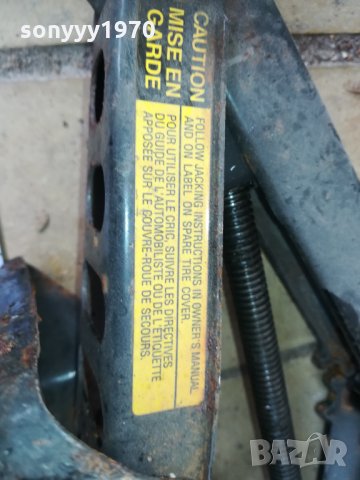 sonyyy1970
CAUTION
MISE EN
GARDE
FOLLOW JACKING INSTRUCTIONS IN OWNER'S MANUAL
AND ON LABEL ON SPARE TIRE COVER.
POUR UTILISER LE CRIC, SUIVRE LES DIRECTIVES
DU GUIDE DE L'AUTOMOBILISTE OU DE L'ÉTIQUETTE
APPOSÉE SUR LE COUVRE-ROUE DE SECOURS.
BAZAR